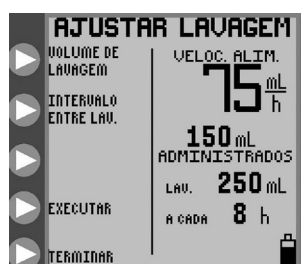 AJUSTAR LAVAGEM
VOLUME DE
LAVAGEM
INTERVALO
ENTRE LAV.
EXECUTAR
TERMINAR
VELOC. ALIM.
75 mL
h
150 mL
ADMINISTRADOS
LAV. 250 mL
A CADA 8 h